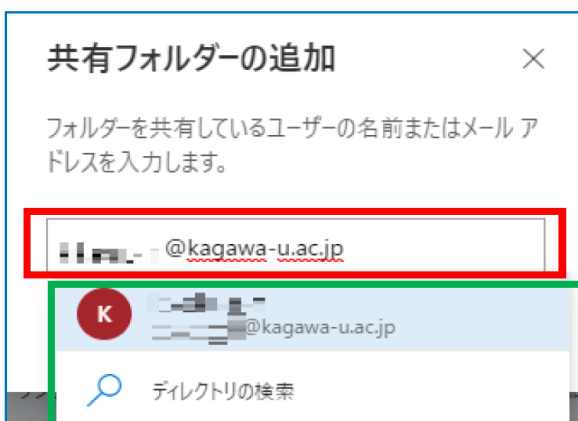 共有フォルダーの追加
フォルダーを共有しているユーザーの名前またはメール ア
ドレスを入力します。
@kagawa-u.ac.jp
K
@kagawa-u.ac.jp
ディレクトリの検索